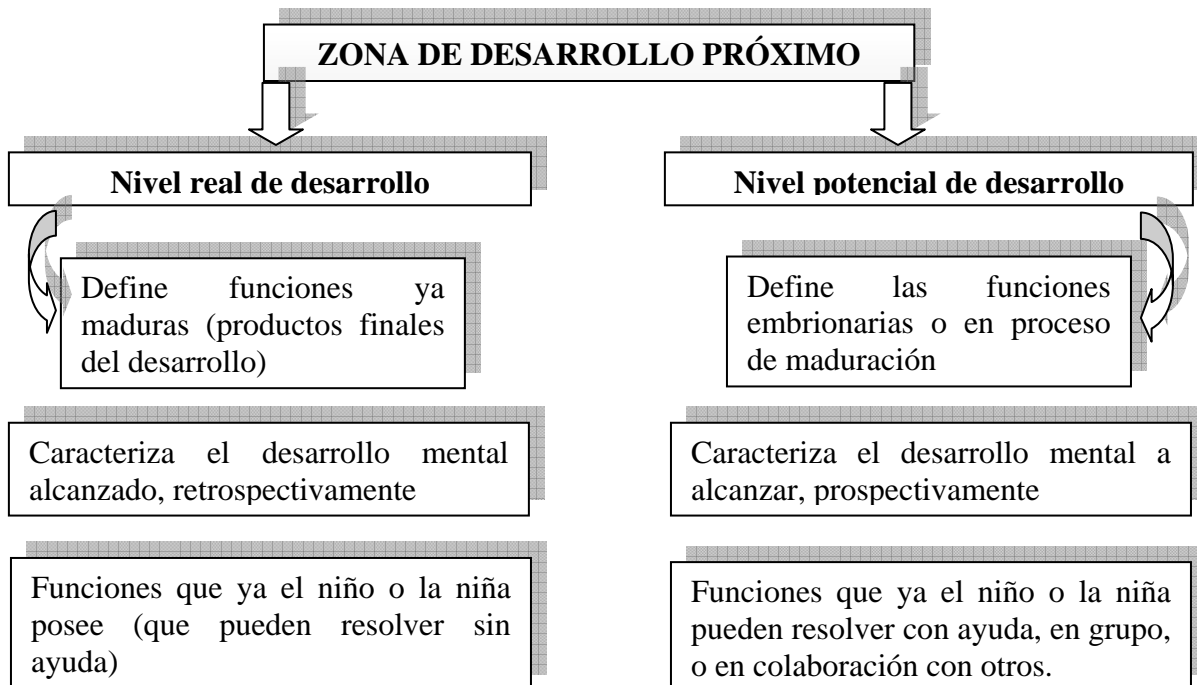 ZONA DE DESARROLLO PRÓXIMO
Nivel real de desarrollo
Define funciones ya
maduras (productos finales
del desarrollo)
Caracteriza el desarrollo mental
alcanzado, retrospectivamente
Funciones que ya el niño o la niña
posee (que pueden resolver sin
ayuda)
Nivel potencial de desarrollo
Define las funciones
embrionarias o en proceso
de maduración
Caracteriza el desarrollo mental a
alcanzar, prospectivamente
Funciones que ya el niño o la niña
pueden resolver con ayuda, en grupo,
o en colaboración con otros.